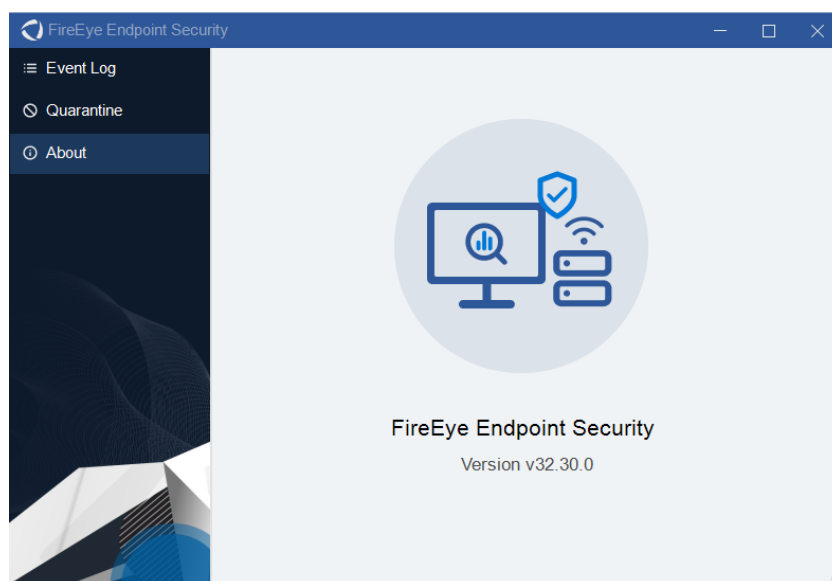 FireEye Endpoint Security
Event Log
Quarantine
About
FireEye Endpoint Security
Version v32.30.0